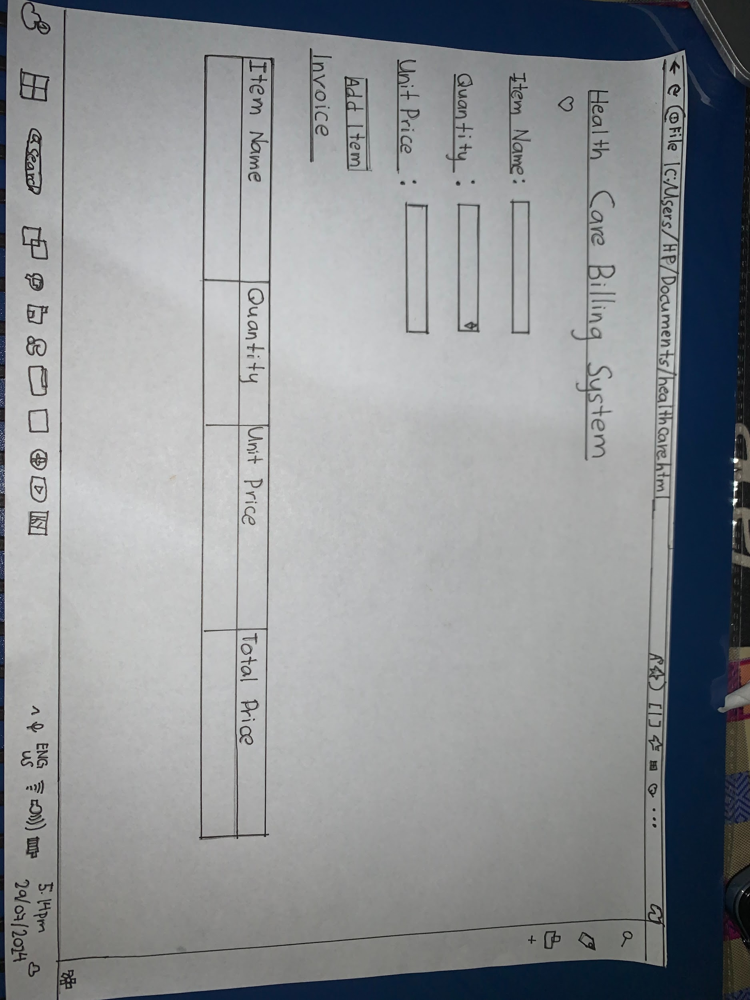 File | C:/Users/HP/Documents/healthcare.html
Health Care Billing System
Item Name:
Quantity :
Unit Price :
Add Item
Invoice
Item Name Quantity Unit Price Total Price
Search
ENG
US
5:14pm
29/07/2024